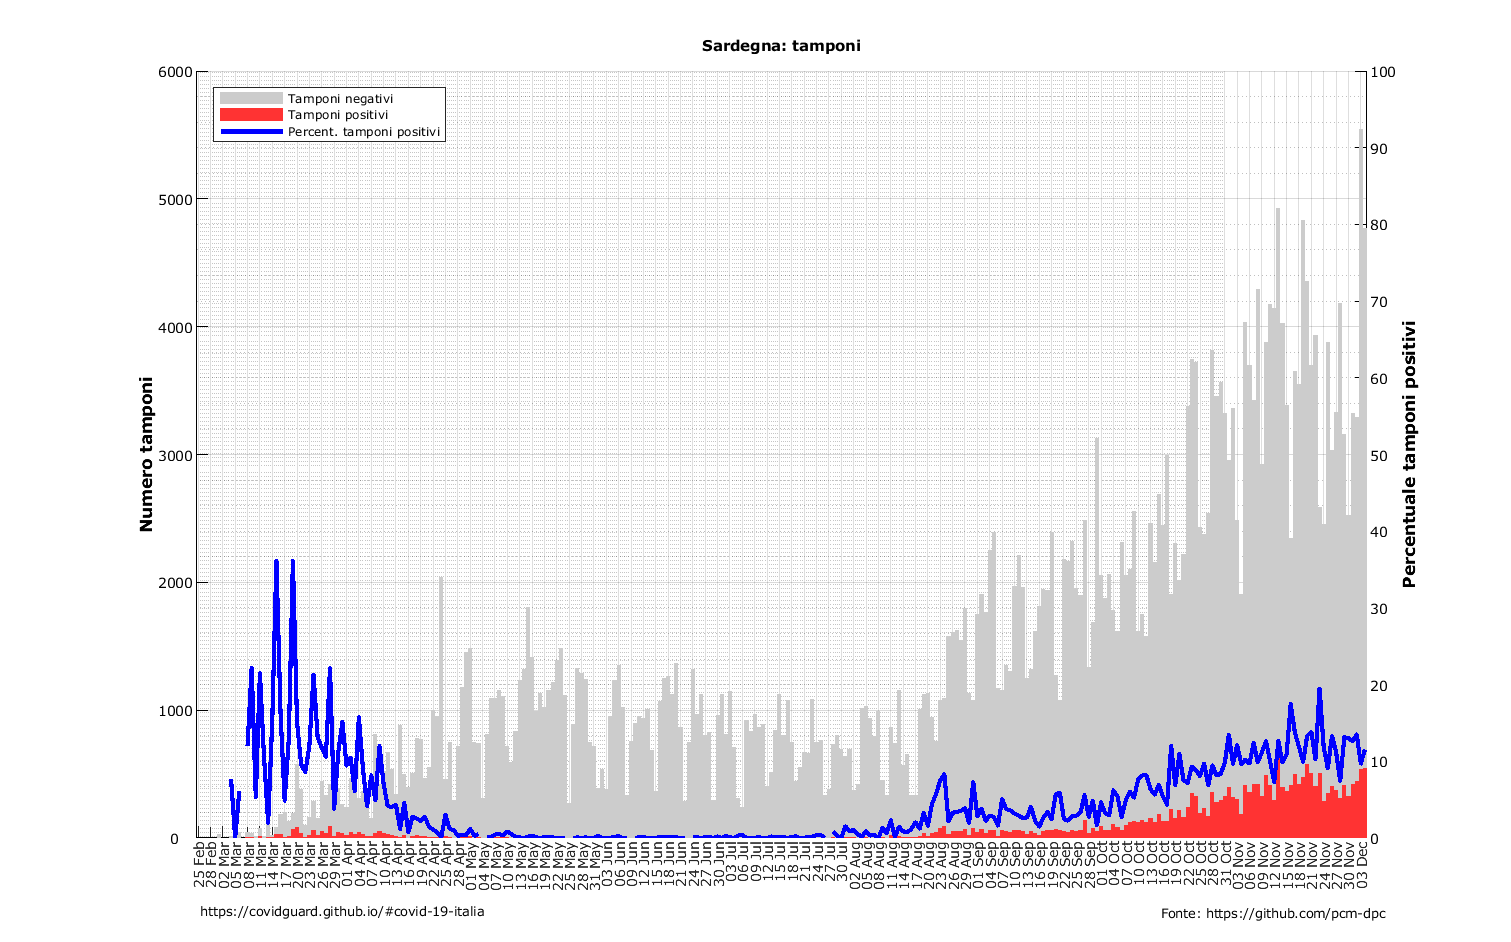 Sardegna: tamponi
6000
5000
4000
3000
2000
1000
0
Numero tamponi
Tamponi negativi
Tamponi positivi
Percent. tamponi positivi
100
90
80
70
60
50
40
30
20
10
0
Percentuale tamponi positivi
25 Feb
28 Feb
02 Mar
05 Mar
08 Mar
11 Mar
14 Mar
17 Mar
20 Mar
23 Mar
26 Mar
29 Mar
01 Apr
04 Apr
07 Apr
10 Apr
13 Apr
16 Apr
19 Apr
22 Apr
25 Apr
28 Apr
01 May
04 May
07 May
10 May
13 May
16 May
19 May
22 May
25 May
28 May
31 May
03 Jun
06 Jun
09 Jun
12 Jun
15 Jun
18 Jun
21 Jun
24 Jun
27 Jun
30 Jun
03 Jul
06 Jul
09 Jul
12 Jul
15 Jul
18 Jul
21 Jul
24 Jul
27 Jul
30 Jul
02 Aug
05 Aug
08 Aug
11 Aug
14 Aug
17 Aug
20 Aug
23 Aug
26 Aug
29 Aug
01 Sep
04 Sep
07 Sep
10 Sep
13 Sep
16 Sep
19 Sep
22 Sep
25 Sep
28 Sep
01 Oct
04 Oct
07 Oct
10 Oct
13 Oct
16 Oct
19 Oct
22 Oct
25 Oct
28 Oct
31 Oct
03 Nov
06 Nov
09 Nov
12 Nov
15 Nov
18 Nov
21 Nov
24 Nov
27 Nov
30 Nov
03 Dec
https://covidguard.github.io/#covid-19-italia
Fonte: https://github.com/pcm-dpc